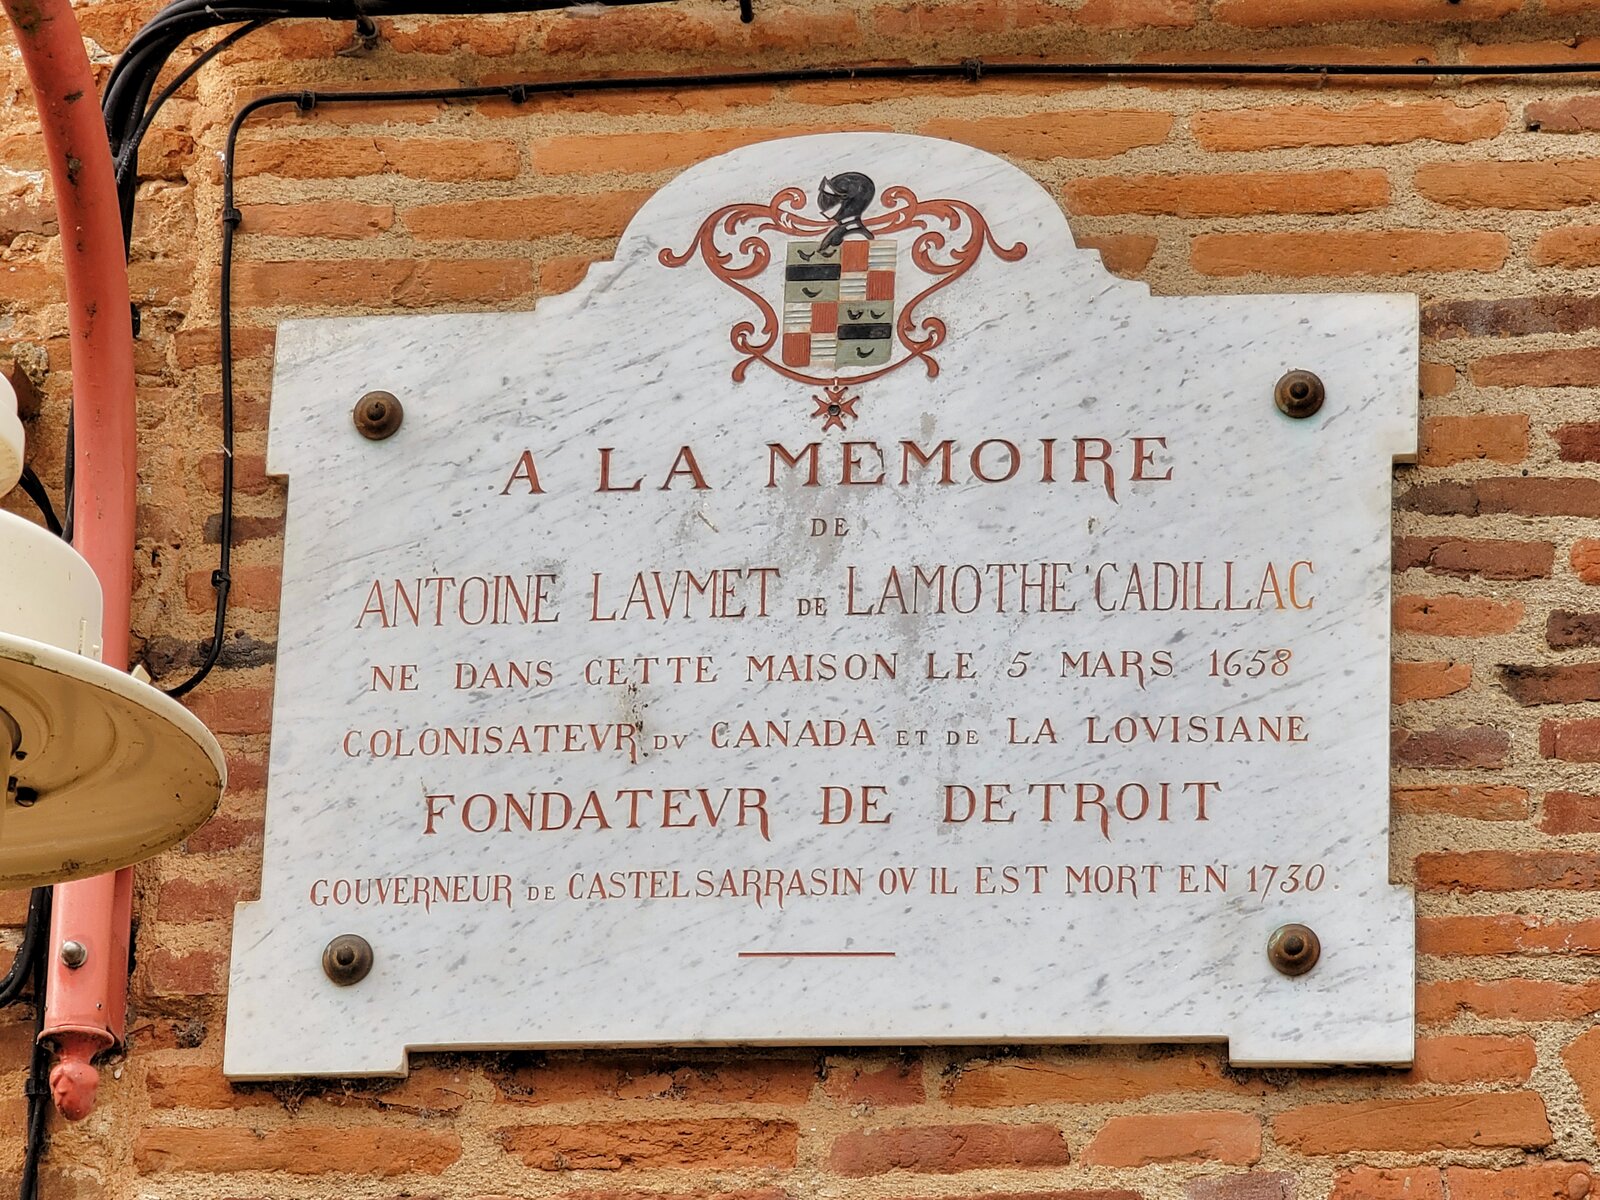 A LA MEMOIRE
DE
ANTOINE LAVMET DE LAMOTHE CADILLAC
NE DANS CETTE MAISON LE 5 MARS 1658
COLONISATEVR DV CANADA ET DE LA LOVISIANE
FONDATEVR DE DETROIT
GOUVERNEUR DE CASTELSARRASIN OV IL EST MORT EN 1730.